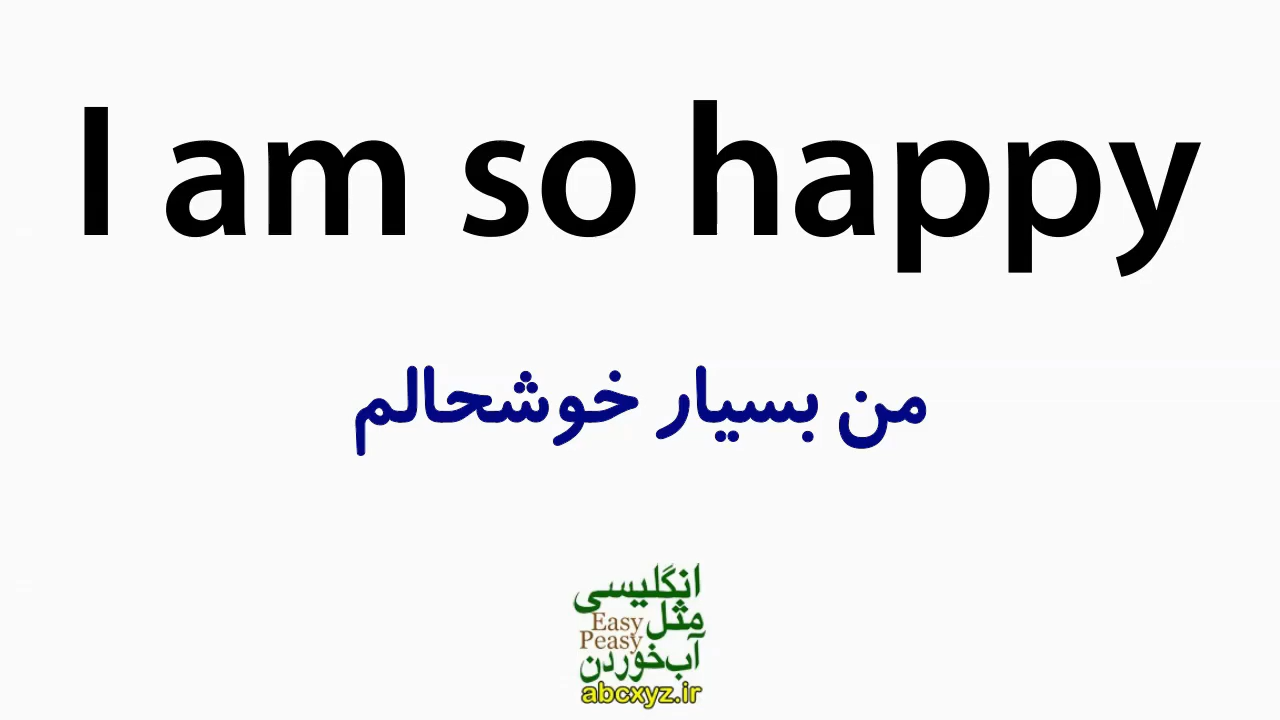 I am so happy
من بسیار خوشحالم
انگلیسی
مثل
Easy
Peasy
آب‌خوردن
abcxyz.ir